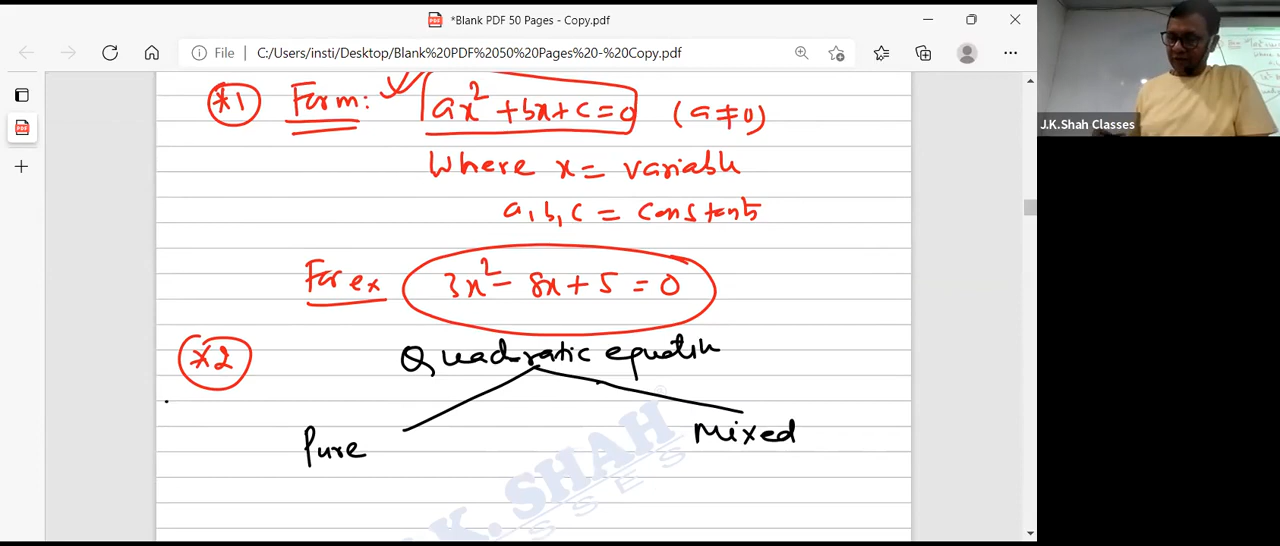 *Blank PDF 50 Pages - Copy.pdf
File | C:/Users/insti/Desktop/Blank%20PDF%2050%20Pages%20-%20Copy.pdf
J.K.Shah Classes
*1 Form: ax² + bx + c = 0 (a ≠ 0)
Where x = variable
a, b, c = constants
For ex 3x² - 8x + 5 = 0
*2 Quadratic equation
Pure Mixed
K. SHAH
SSES